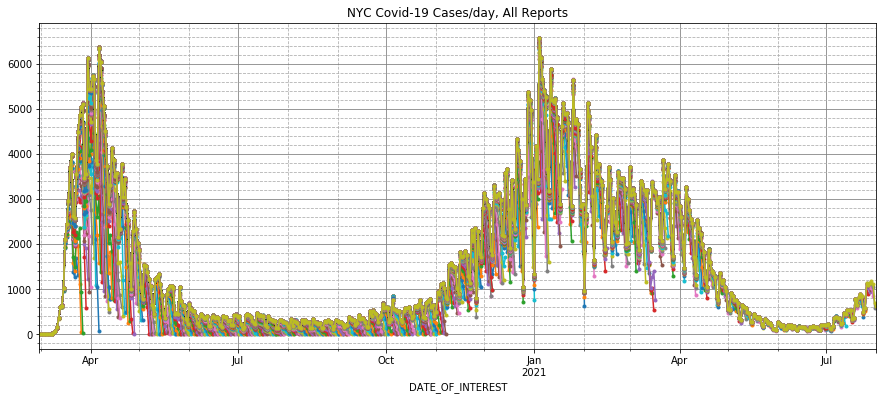 NYC Covid-19 Cases/day, All Reports
6000
5000
4000
3000
2000
1000
0
Apr Jul Oct Jan Apr Jul
2021
DATE_OF_INTEREST